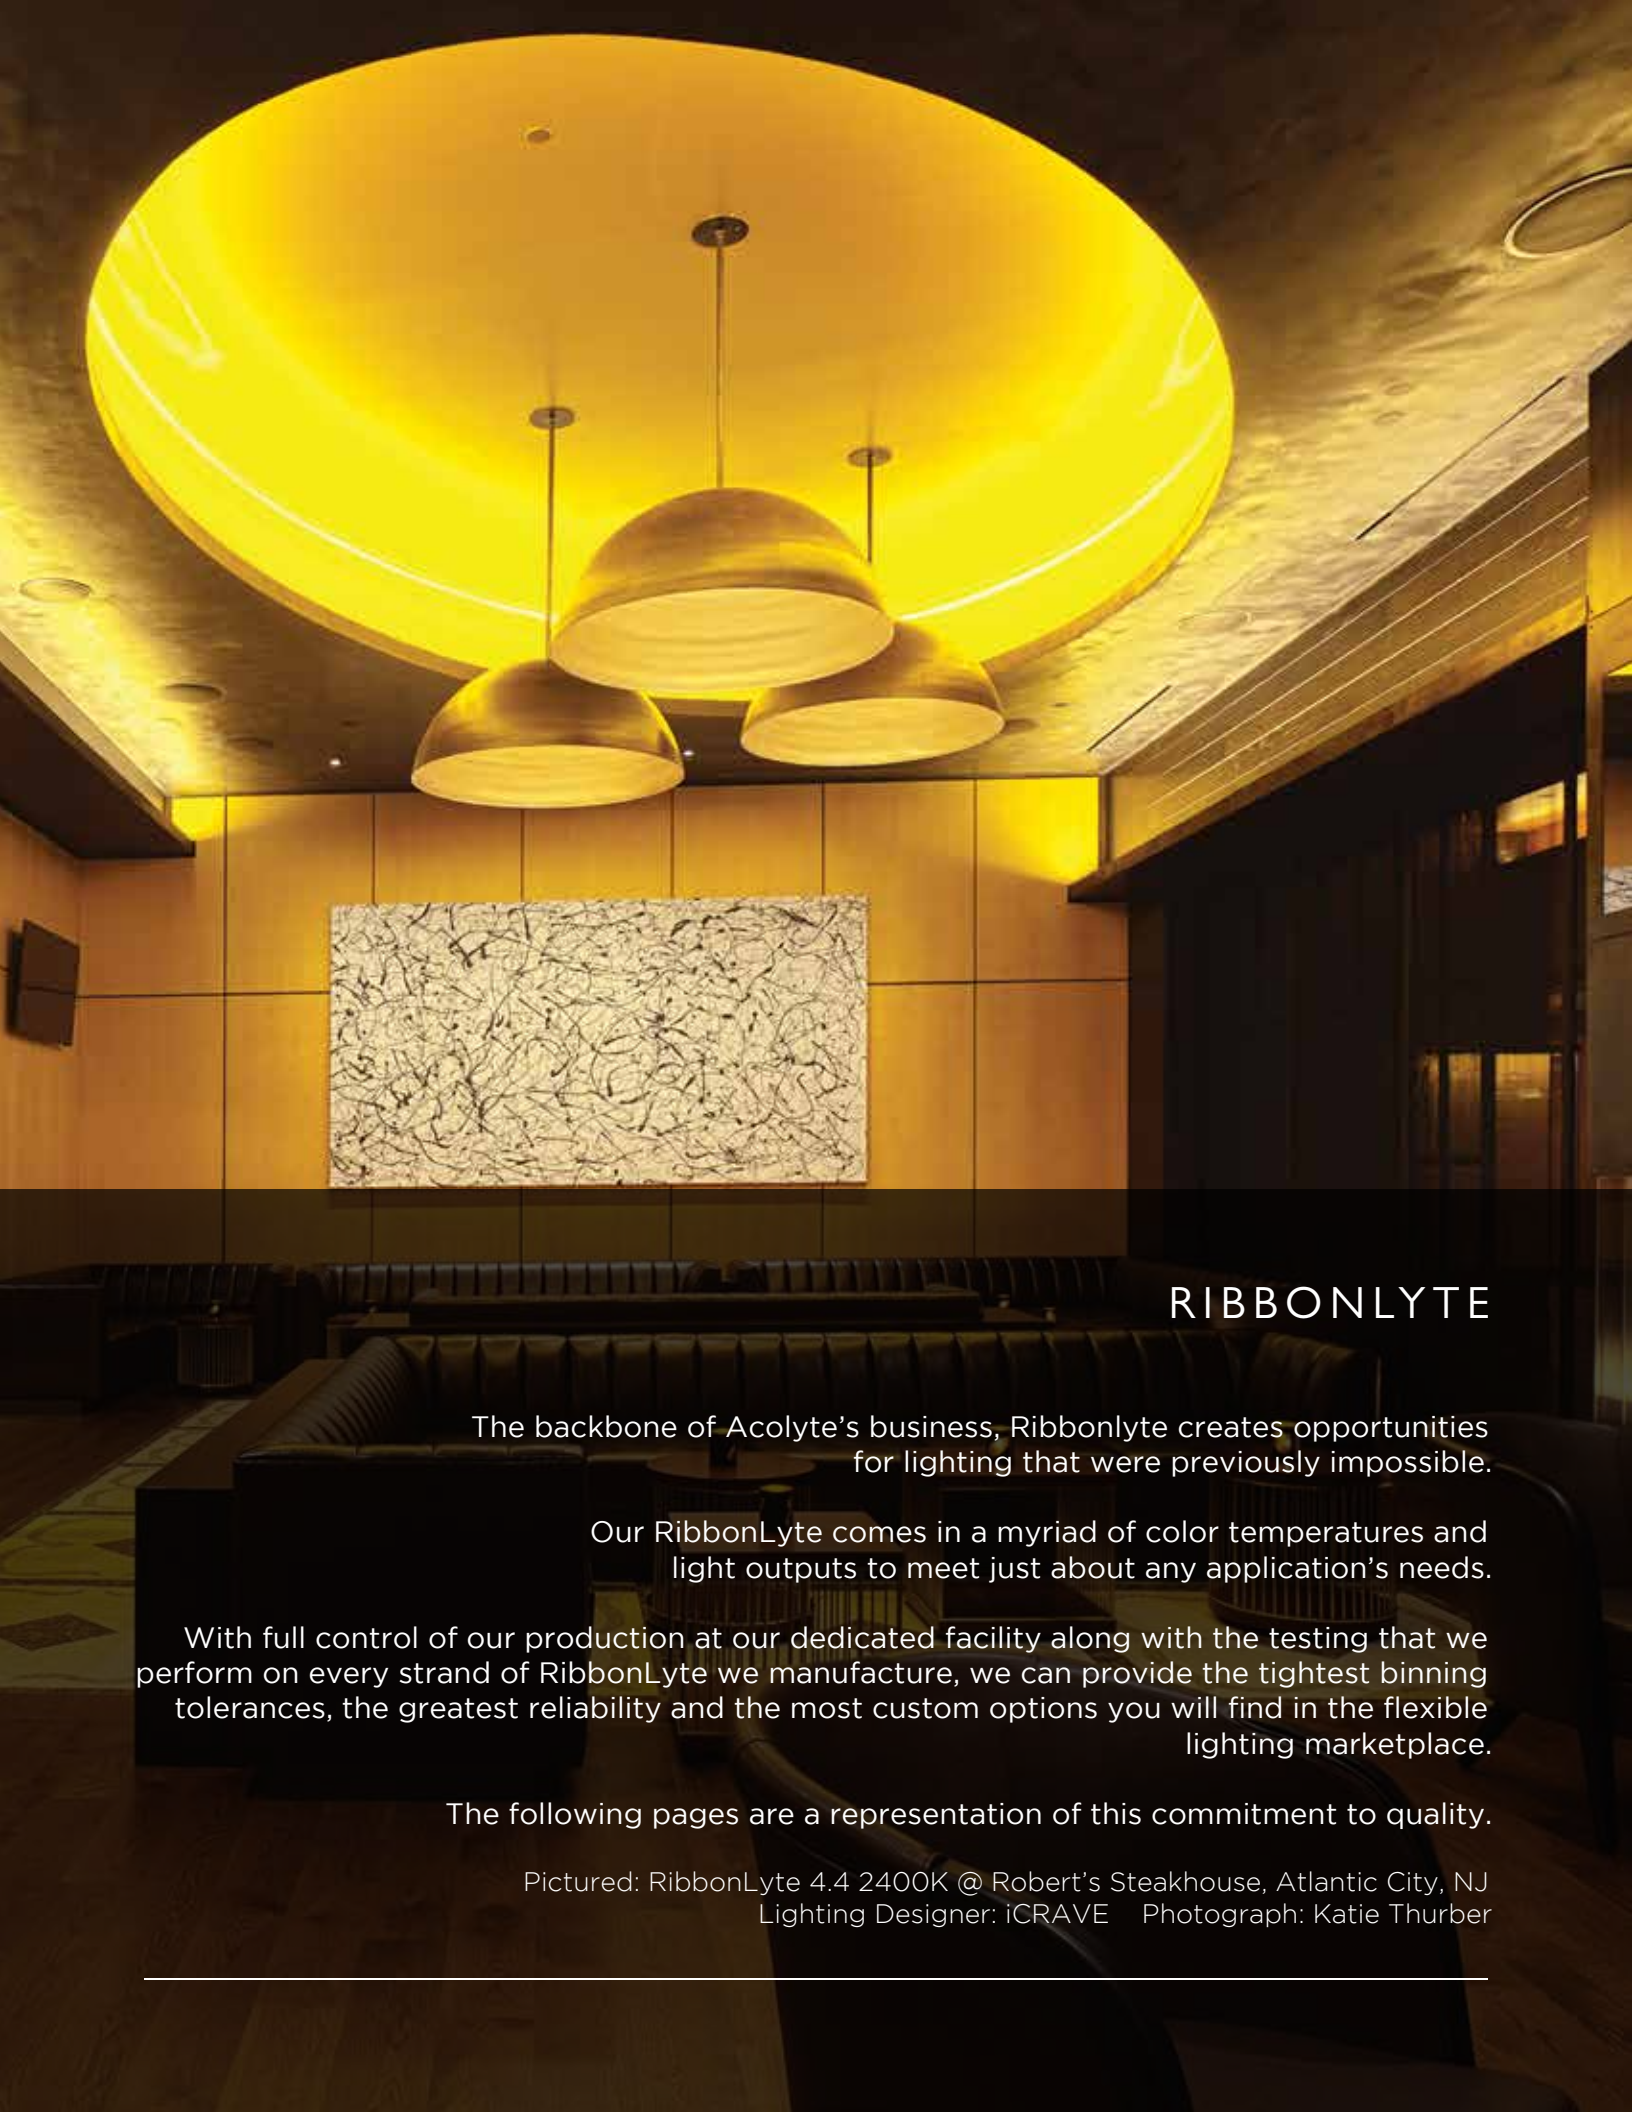 RIBBONLYTE
The backbone of Acolyte’s business, Ribbonlyte creates opportunities
for lighting that were previously impossible.
Our RibbonLyte comes in a myriad of color temperatures and
light outputs to meet just about any application’s needs.
With full control of our production at our dedicated facility along with the testing that we
perform on every strand of RibbonLyte we manufacture, we can provide the tightest binning
tolerances, the greatest reliability and the most custom options you will find in the flexible
lighting marketplace.
The following pages are a representation of this commitment to quality.
Pictured: RibbonLyte 4.4 2400K @ Robert’s Steakhouse, Atlantic City, NJ
Lighting Designer: iCRAVE Photograph: Katie Thurber